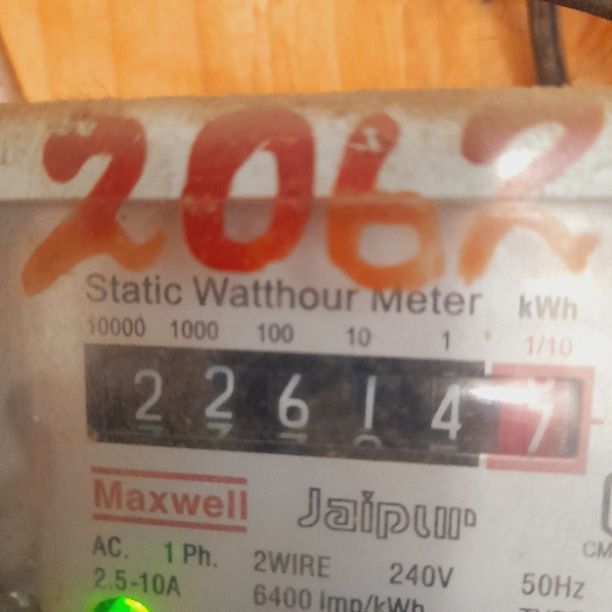 2062
Static Watthour Meter kWh
10000 1000 100 10 1 1/10
2 2 6 1 4 7
Maxwell Jaipur
AC. 1 Ph. 2WIRE 240V 50Hz
2.5-10A 6400 Imp/kWh